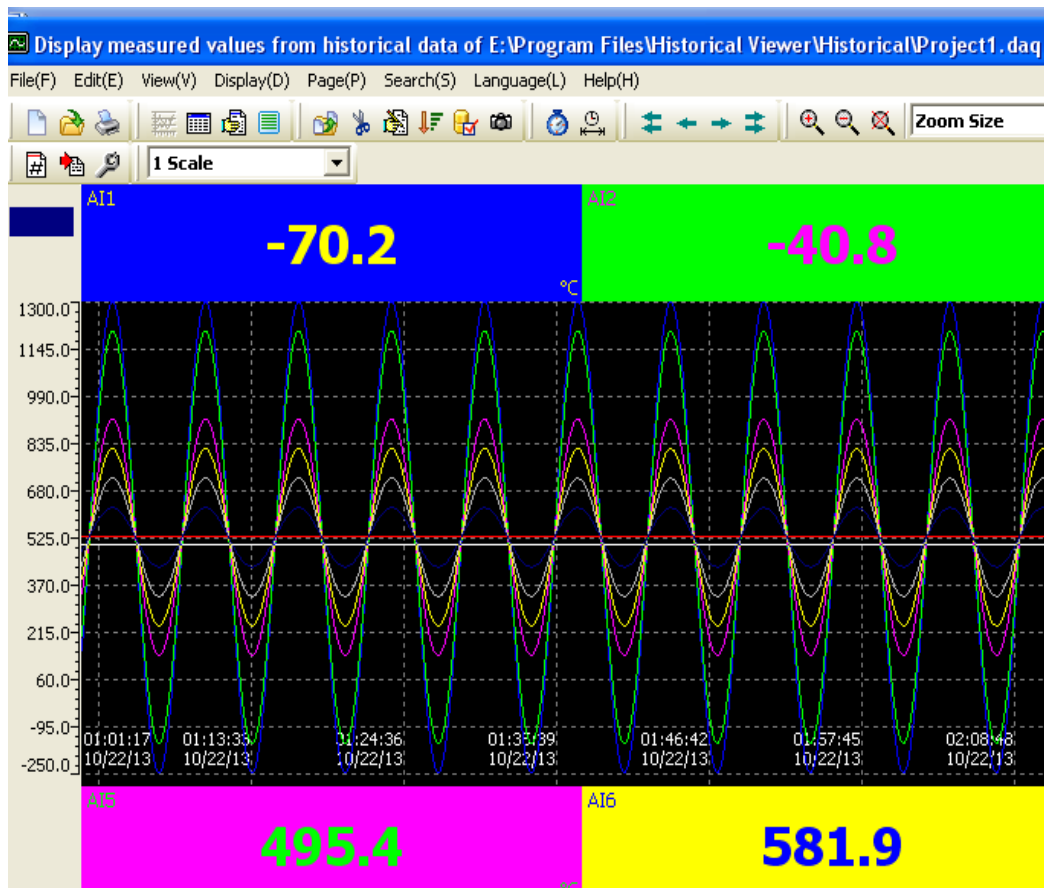 Display measured values from historical data of E:\Program Files\Historical Viewer\Historical\Project1.daq
File(F) Edit(E) View(V) Display(D) Page(P) Search(S) Language(L) Help(H)
Zoom Size
1 Scale
AI1 AI2
-70.2 -40.8
°C
1300.0
1145.0
990.0
835.0
680.0
525.0
370.0
215.0
60.0
-95.0
-250.0
01:01:17 01:13:33 01:24:36 01:35:39 01:46:42 01:57:45 02:08:48
10/22/13 10/22/13 10/22/13 10/22/13 10/22/13 10/22/13 10/22/13
AI5 AI6
495.4 581.9
°C